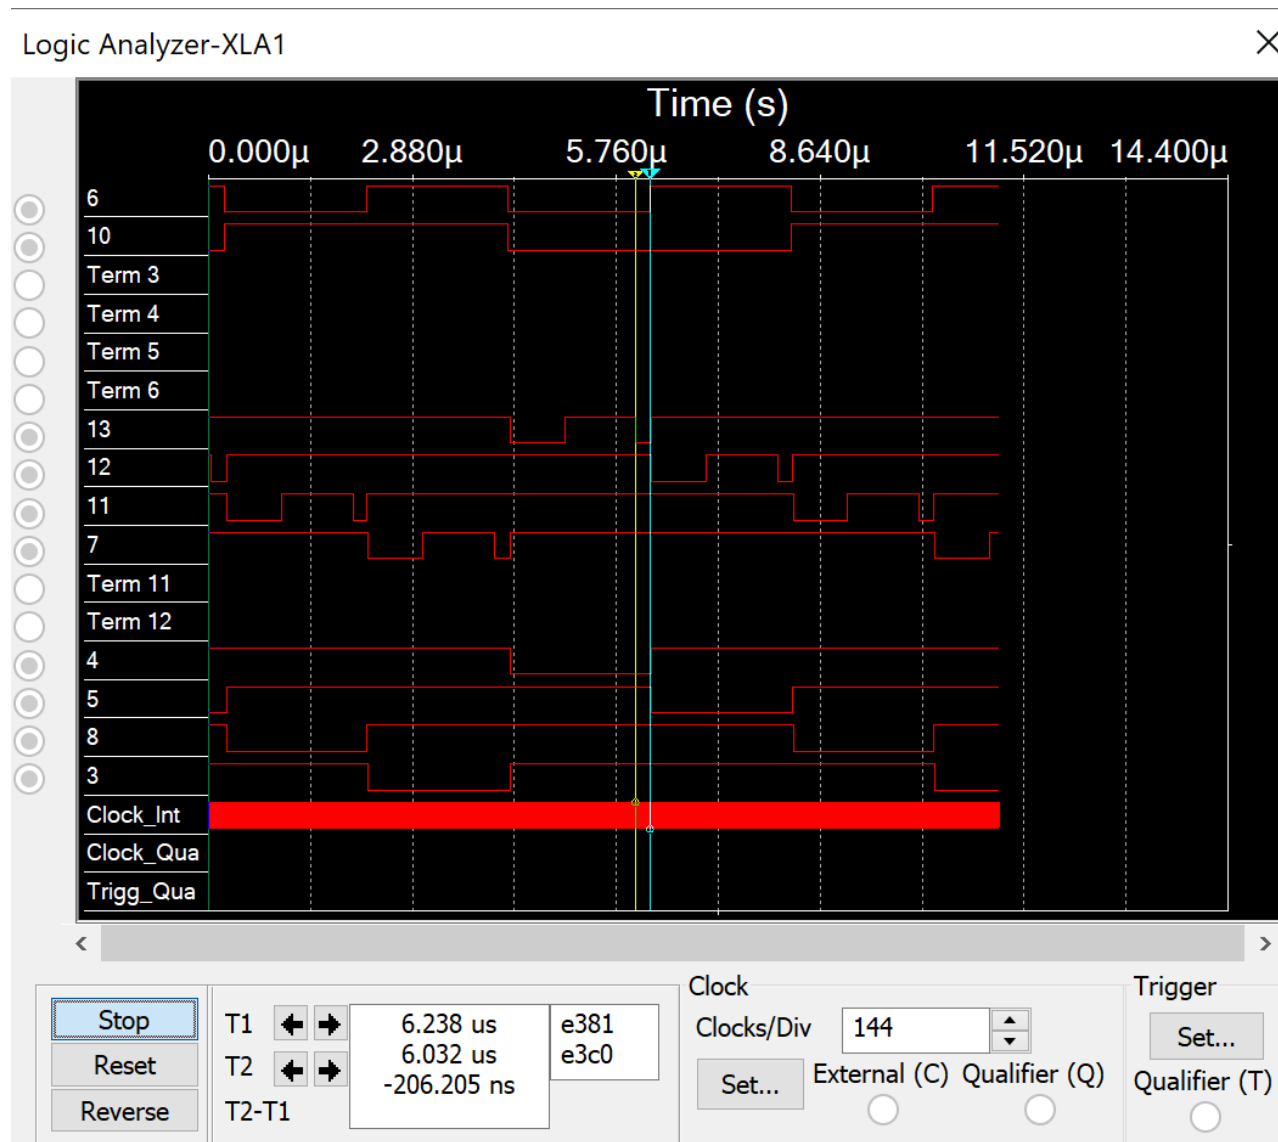 Logic Analyzer-XLA1
Time (s)
0.000µ 2.880µ 5.760µ 8.640µ 11.520µ 14.400µ
6
10
Term 3
Term 4
Term 5
Term 6
13
12
11
7
Term 11
Term 12
4
5
8
3
Clock_Int
Clock_Qua
Trigg_Qua
Stop
Reset
Reverse
T1 6.238 us e381
T2 6.032 us e3c0
T2-T1 -206.205 ns
Clock
Clocks/Div 144
Set... External (C) Qualifier (Q)
Trigger
Set...
Qualifier (T)